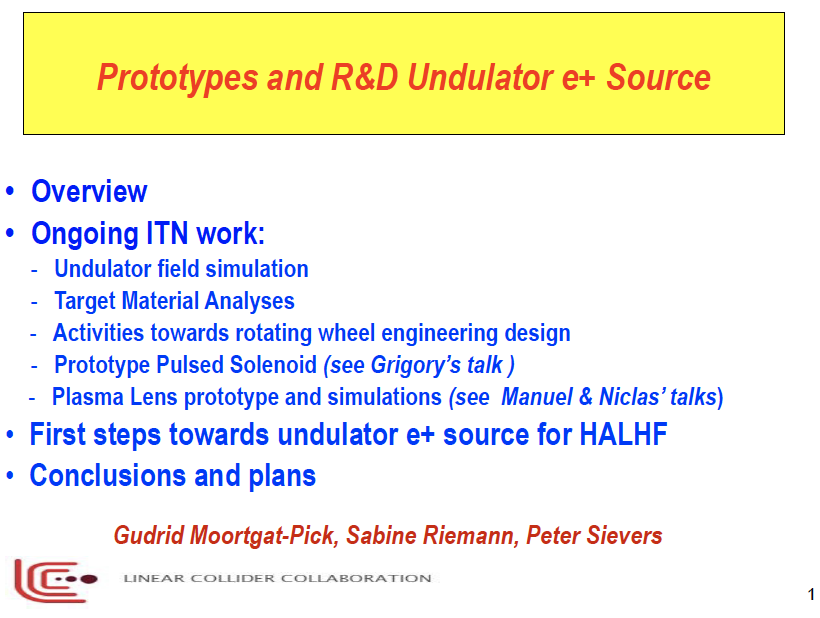 Prototypes and R&D Undulator e+ Source
• Overview
• Ongoing ITN work:
- Undulator field simulation
- Target Material Analyses
- Activities towards rotating wheel engineering design
- Prototype Pulsed Solenoid (see Grigory’s talk )
- Plasma Lens prototype and simulations (see Manuel & Niclas’ talks)
• First steps towards undulator e+ source for HALHF
• Conclusions and plans
Gudrid Moortgat-Pick, Sabine Riemann, Peter Sievers
LCC LINEAR COLLIDER COLLABORATION
1